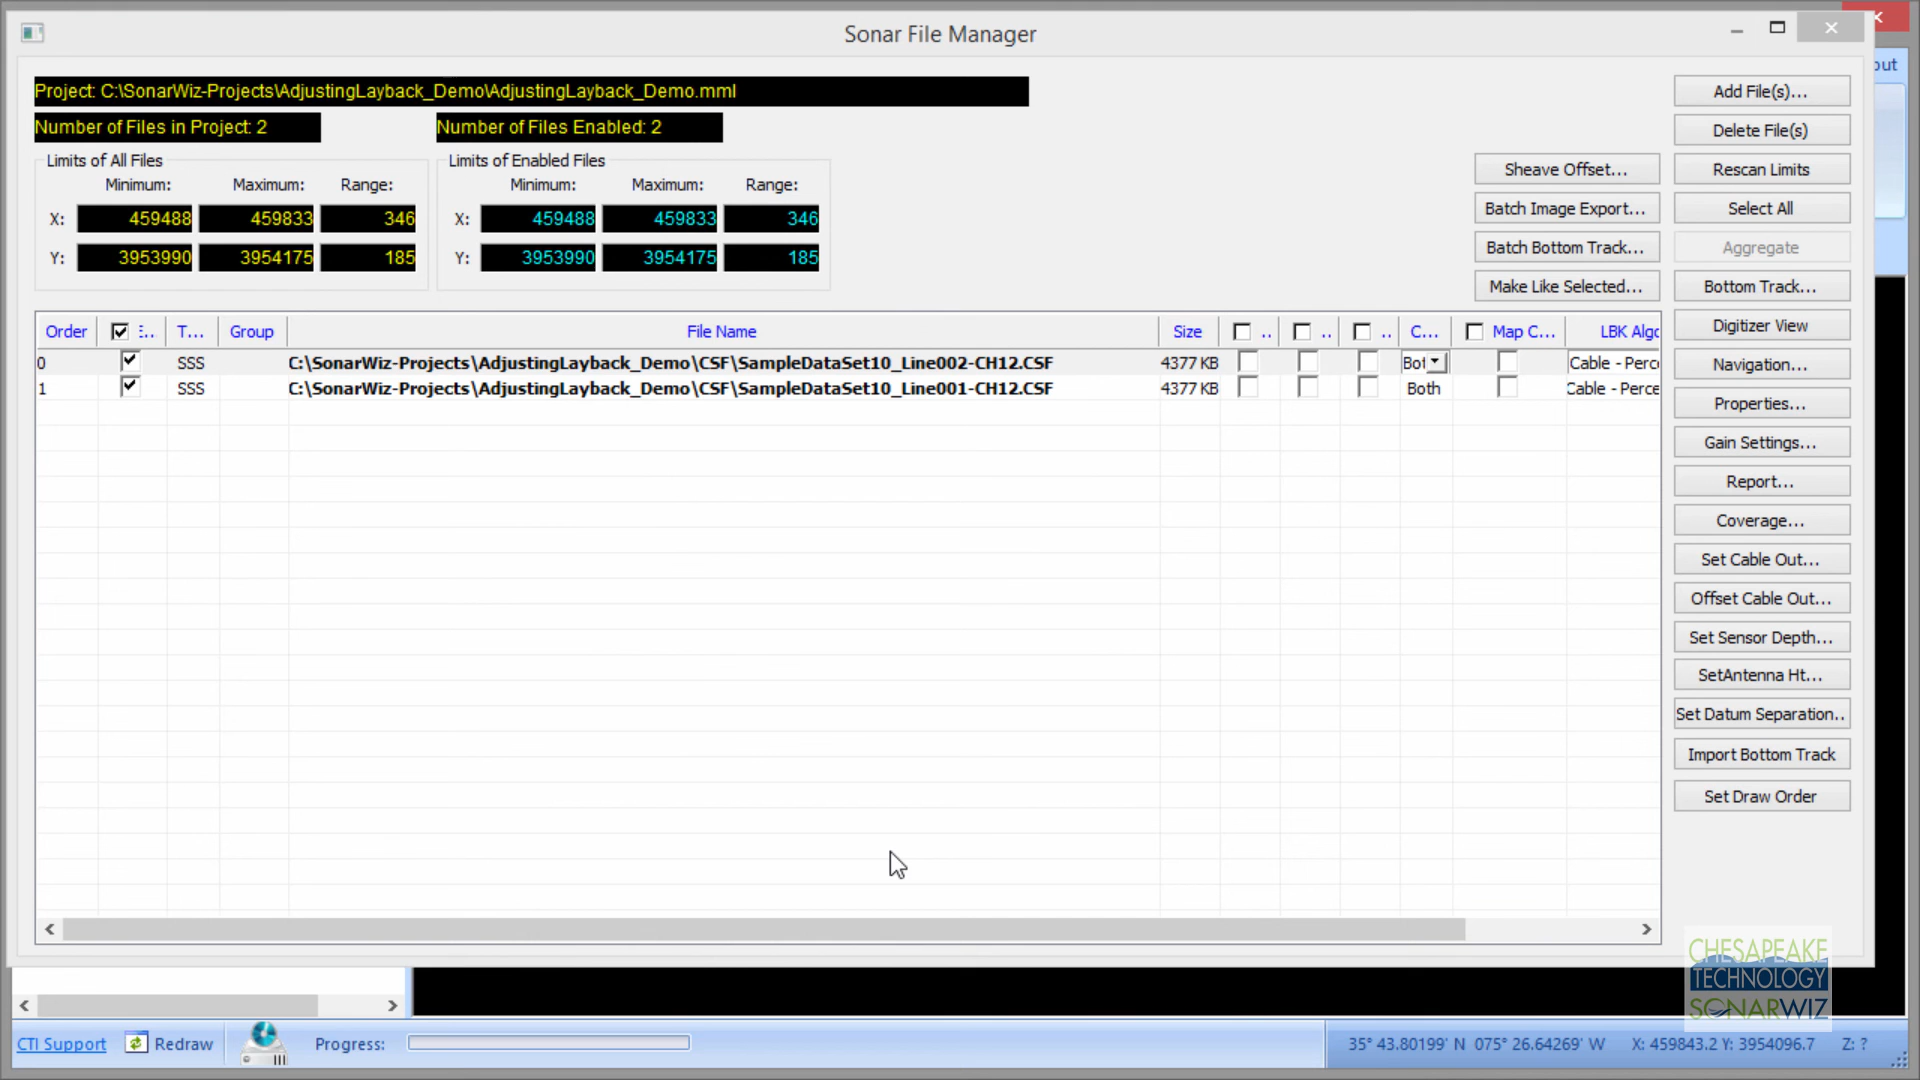 Sonar File Manager
out
Project: C:\SonarWiz-Projects\AdjustingLayback_Demo\AdjustingLayback_Demo.mml
Number of Files in Project: 2
Number of Files Enabled: 2
Limits of All Files
Minimum: Maximum: Range:
X: 459488 459833 346
Y: 3953990 3954175 185
Limits of Enabled Files
Minimum: Maximum: Range:
X: 459488 459833 346
Y: 3953990 3954175 185
Sheave Offset...
Batch Image Export...
Batch Bottom Track...
Make Like Selected...
Add File(s)...
Delete File(s)
Rescan Limits
Select All
Aggregate
Bottom Track...
Digitizer View
Navigation...
Properties...
Gain Settings...
Report...
Coverage...
Set Cable Out...
Offset Cable Out...
Set Sensor Depth...
SetAntenna Ht...
Set Datum Separation..
Import Bottom Track
Set Draw Order
Order E... T... Group File Name Size .. .. .. C... Map C... LBK Algo
0 SSS C:\SonarWiz-Projects\AdjustingLayback_Demo\CSF\SampleDataSet10_Line002-CH12.CSF 4377 KB Bot Cable - Perce
1 SSS C:\SonarWiz-Projects\AdjustingLayback_Demo\CSF\SampleDataSet10_Line001-CH12.CSF 4377 KB Both Cable - Perce
CHESAPEAKE
TECHNOLOGY
SONARWIZ
CTI Support Redraw Progress: 35° 43.80199' N 075° 26.64269' W X: 459843.2 Y: 3954096.7 Z: ?